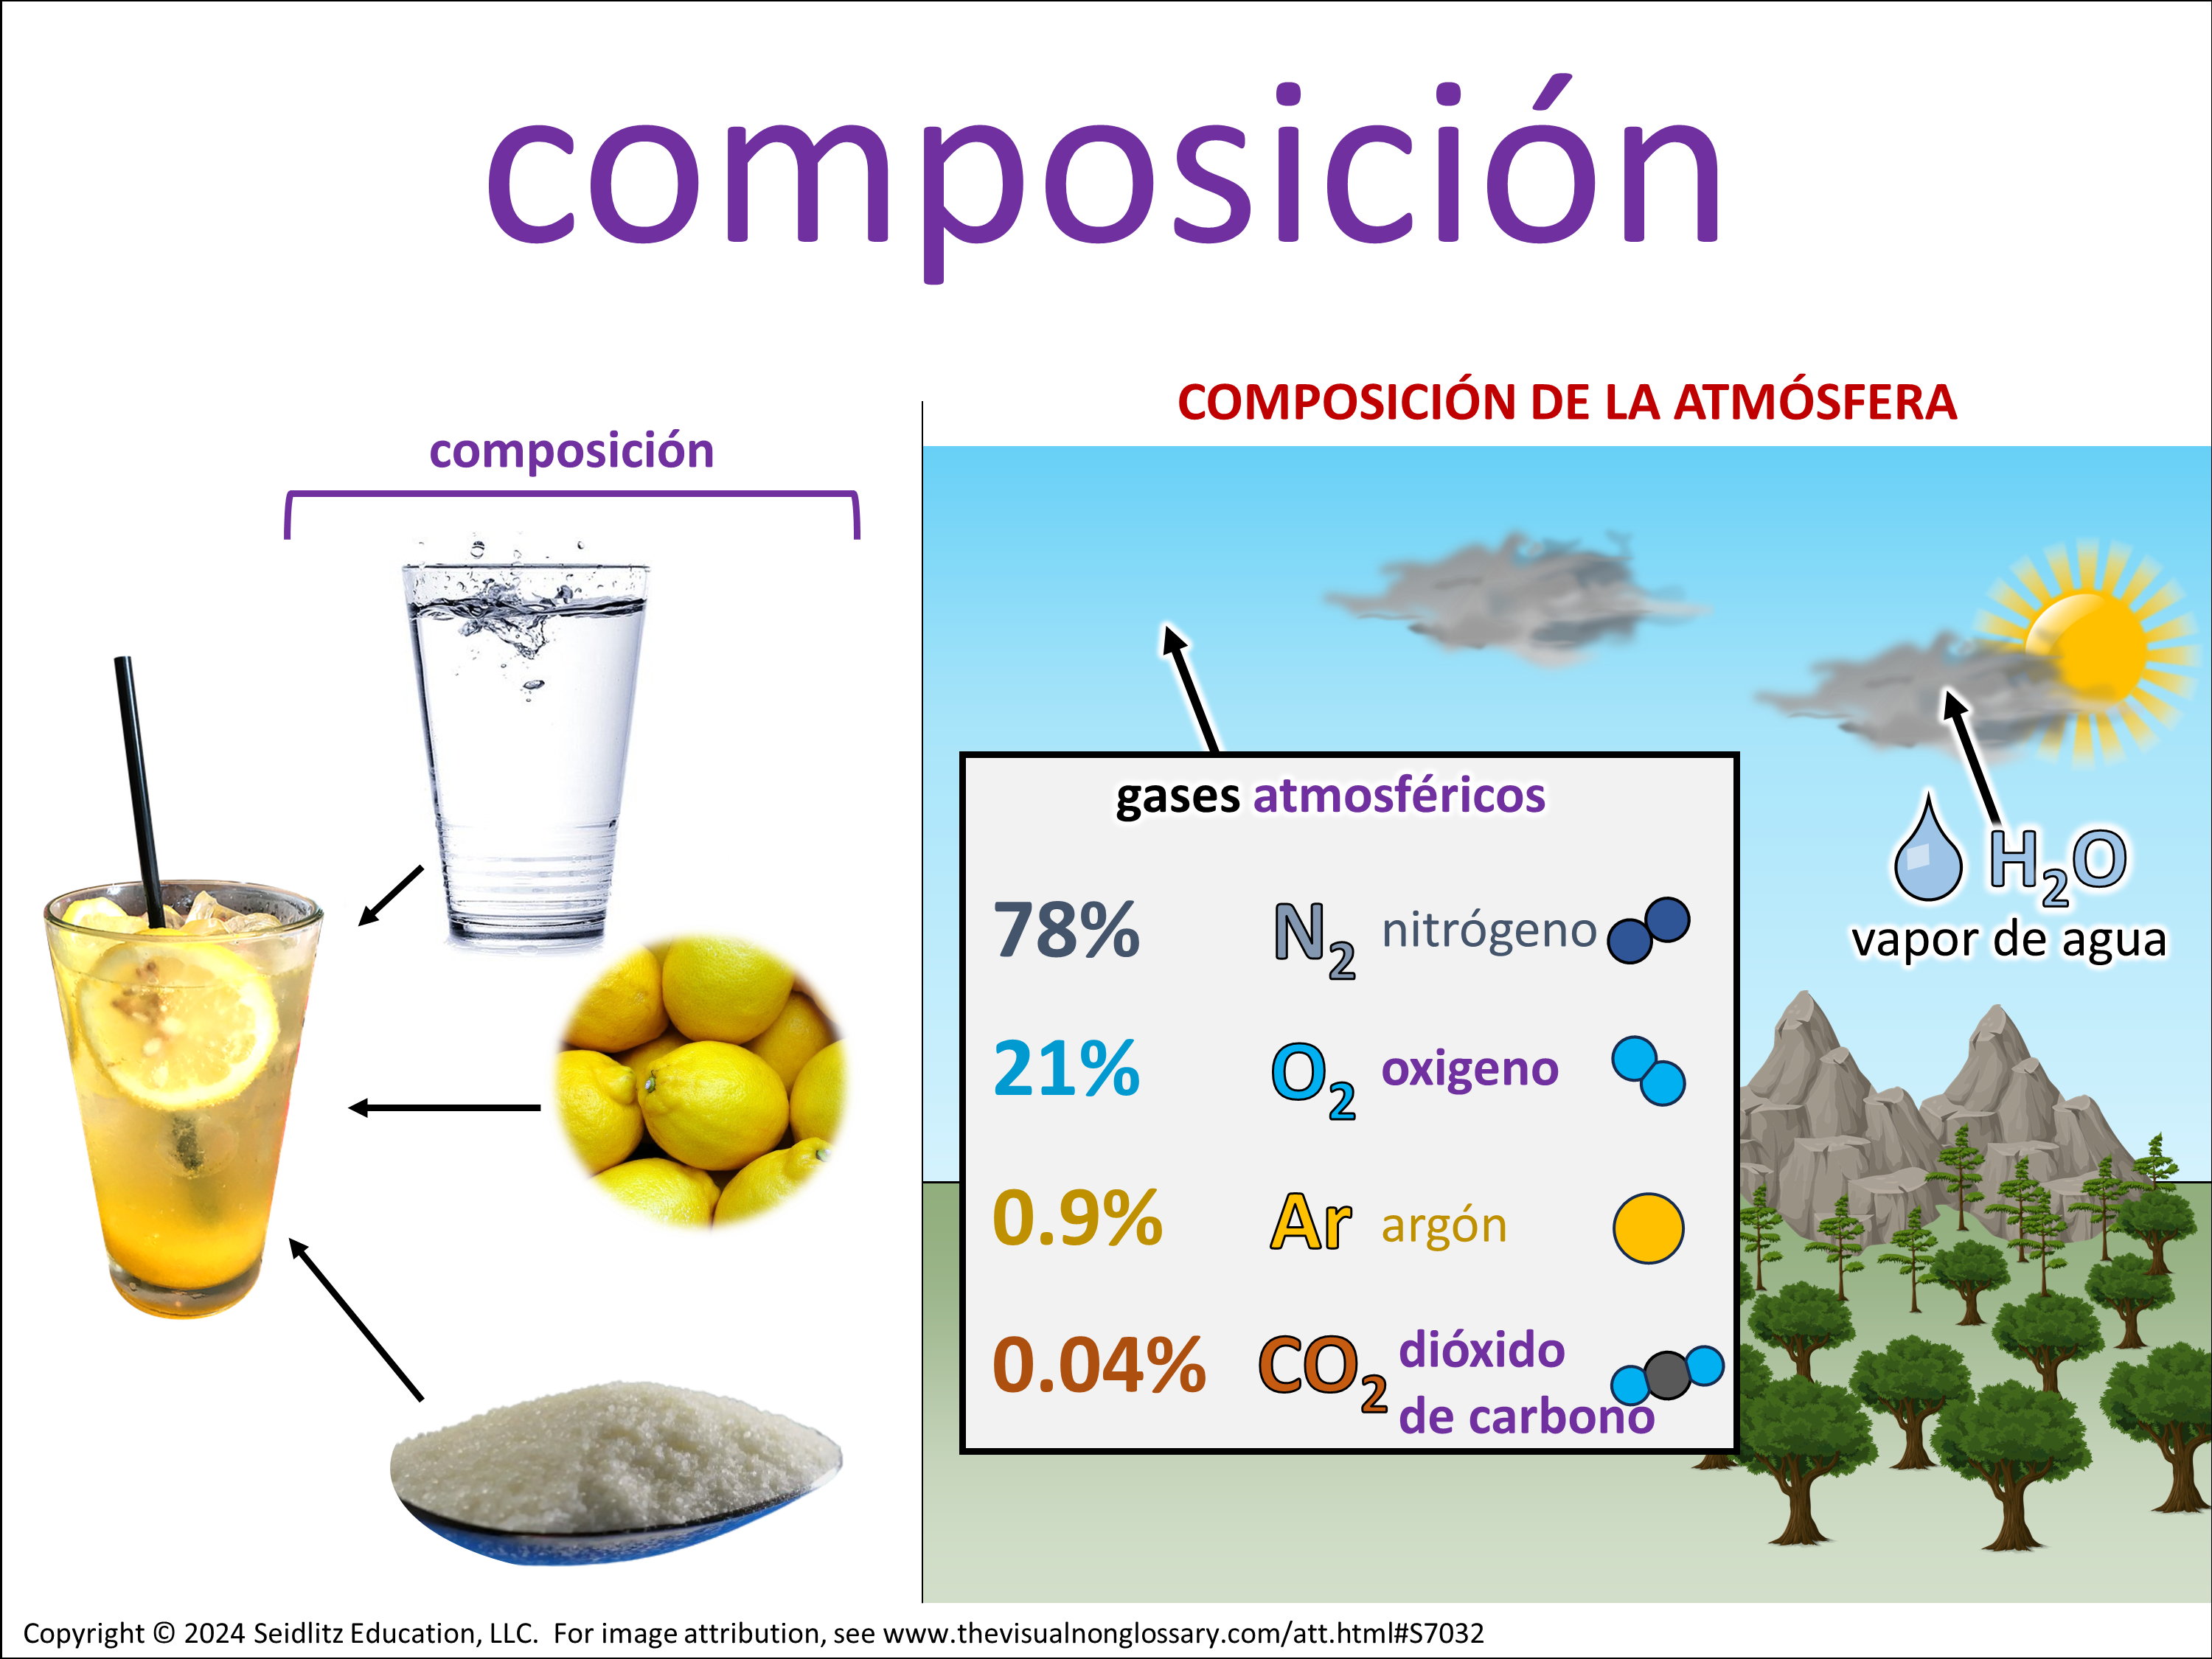 composición
composición
COMPOSICIÓN DE LA ATMÓSFERA
gases atmosféricos
78% N₂ nitrógeno
21% O₂ oxigeno
0.9% Ar argón
0.04% CO₂ dióxido
de carbono
H₂O
vapor de agua
Copyright © 2024 Seidlitz Education, LLC. For image attribution, see www.thevisualnonglossary.com/att.html#S7032